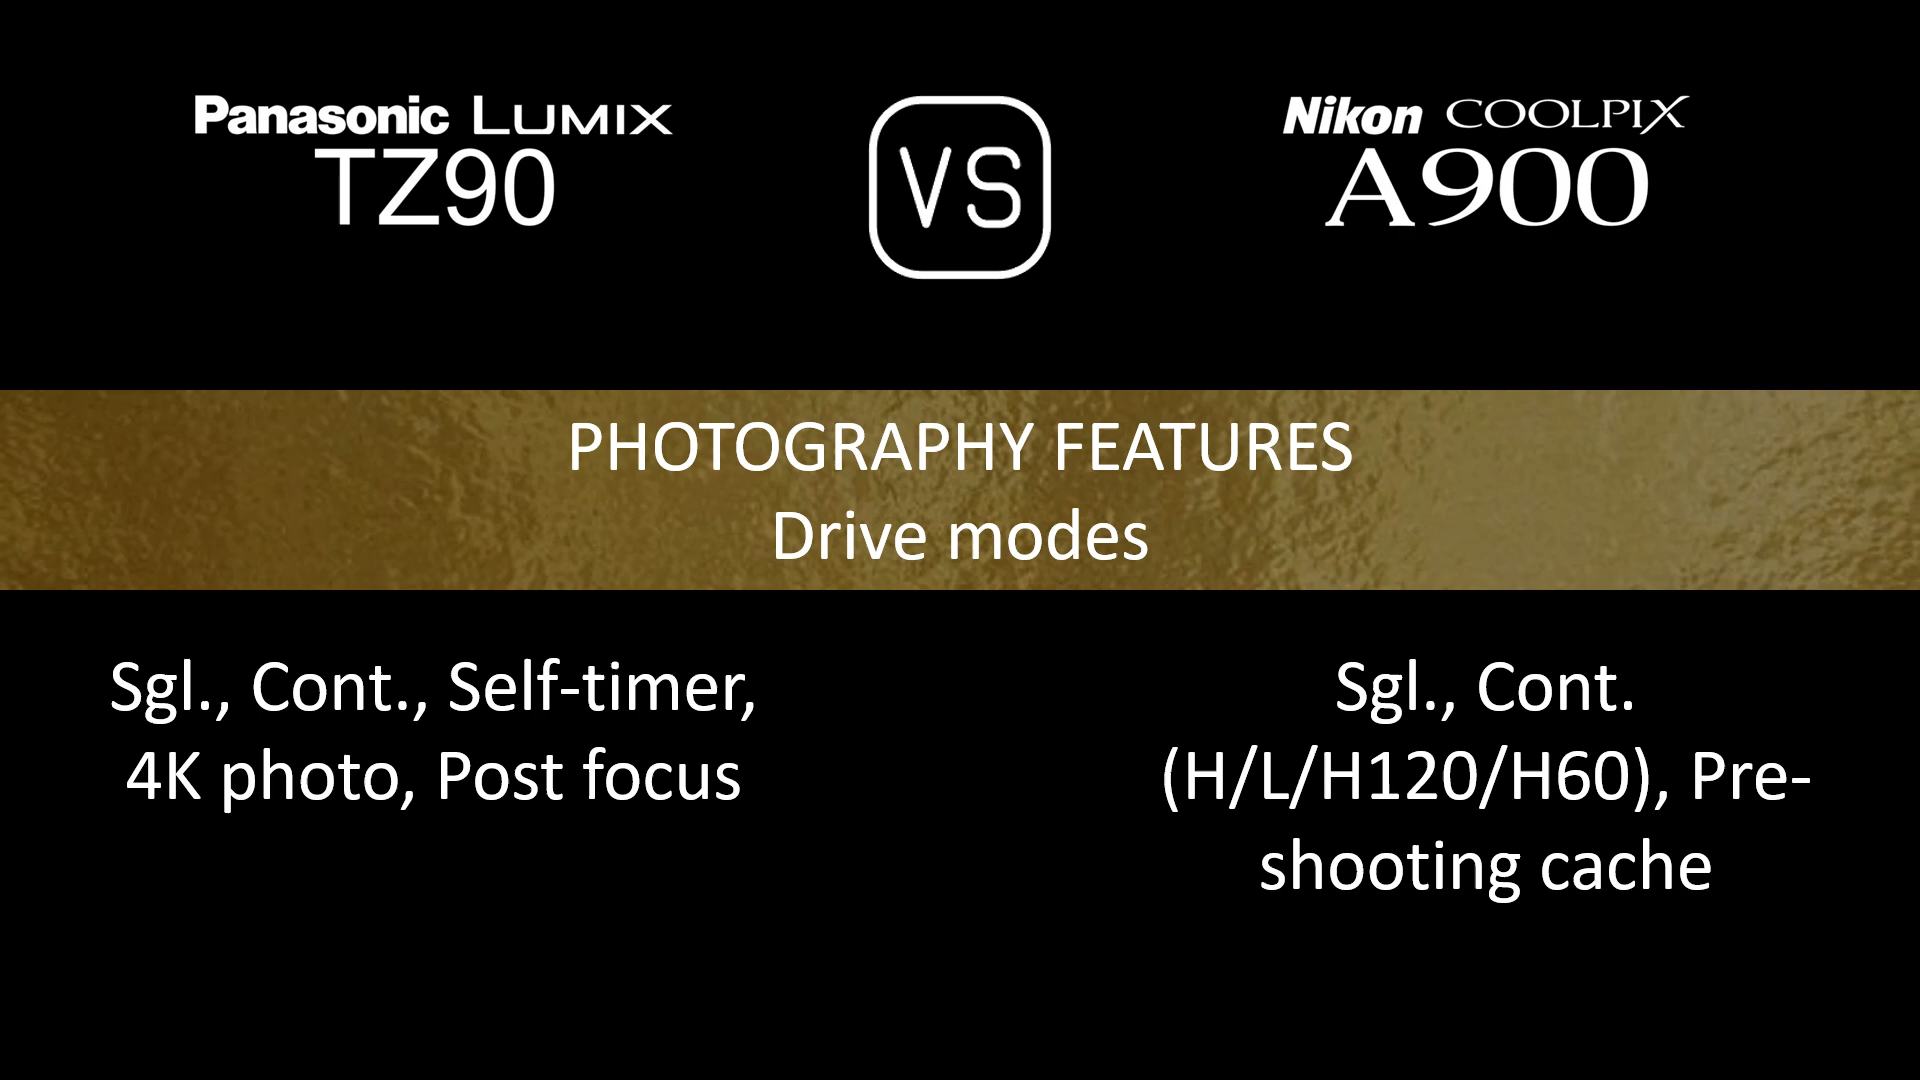 Panasonic LUMIX
TZ90
VS
Nikon COOLPIX
A900
PHOTOGRAPHY FEATURES
Drive modes
Sgl., Cont., Self-timer,
4K photo, Post focus
Sgl., Cont.
(H/L/H120/H60), Pre-
shooting cache